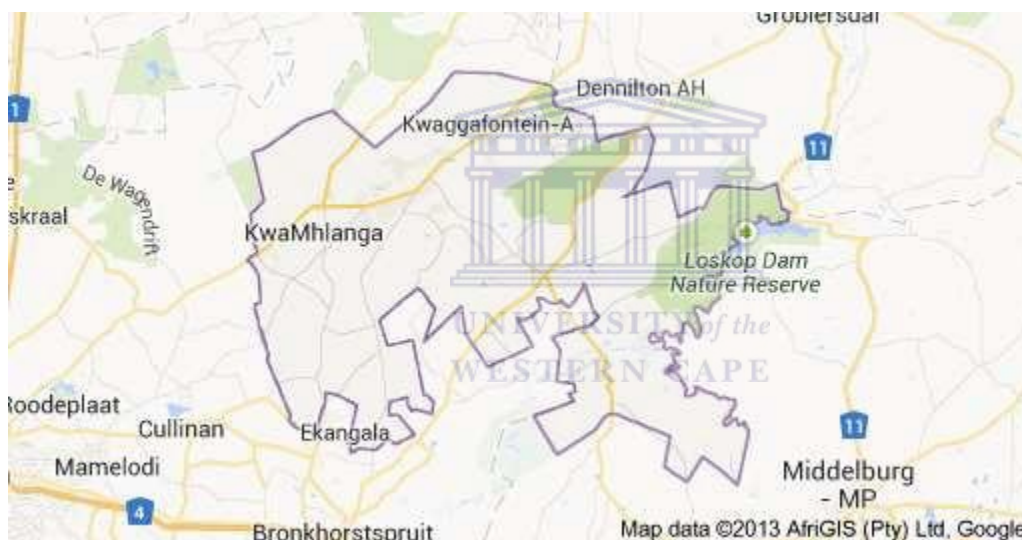 Groblersdal
1
Dennilton AH
Kwaggafontein-A
11
De Wagendrift
skraal
KwaMhlanga
Loskop Dam
Nature Reserve
UNIVERSITY of the
WESTERN CAPE
Roodeplaat
Cullinan
Ekangala
11
Mamelodi
Middelburg
- MP
4
Bronkhorstspruit
Map data ©2013 AfriGIS (Pty) Ltd, Google